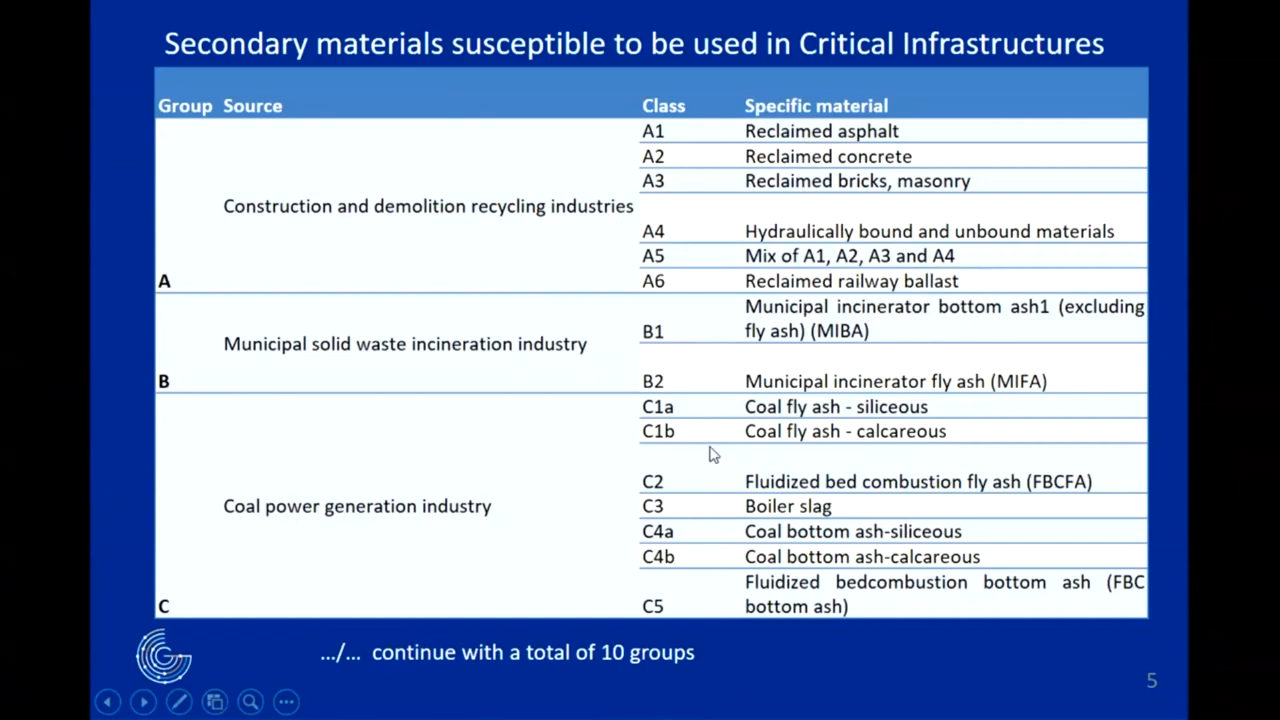 Secondary materials susceptible to be used in Critical Infrastructures
Group Source Class Specific material
A1 Reclaimed asphalt
A2 Reclaimed concrete
A3 Reclaimed bricks, masonry
Construction and demolition recycling industries
A4 Hydraulically bound and unbound materials
A5 Mix of A1, A2, A3 and A4
A A6 Reclaimed railway ballast
Municipal incinerator bottom ash1 (excluding
B1 fly ash) (MIBA)
Municipal solid waste incineration industry
B B2 Municipal incinerator fly ash (MIFA)
C1a Coal fly ash - siliceous
C1b Coal fly ash - calcareous
C2 Fluidized bed combustion fly ash (FBCFA)
Coal power generation industry C3 Boiler slag
C4a Coal bottom ash-siliceous
C4b Coal bottom ash-calcareous
Fluidized bedcombustion bottom ash (FBC
C C5 bottom ash)
.../... continue with a total of 10 groups
5